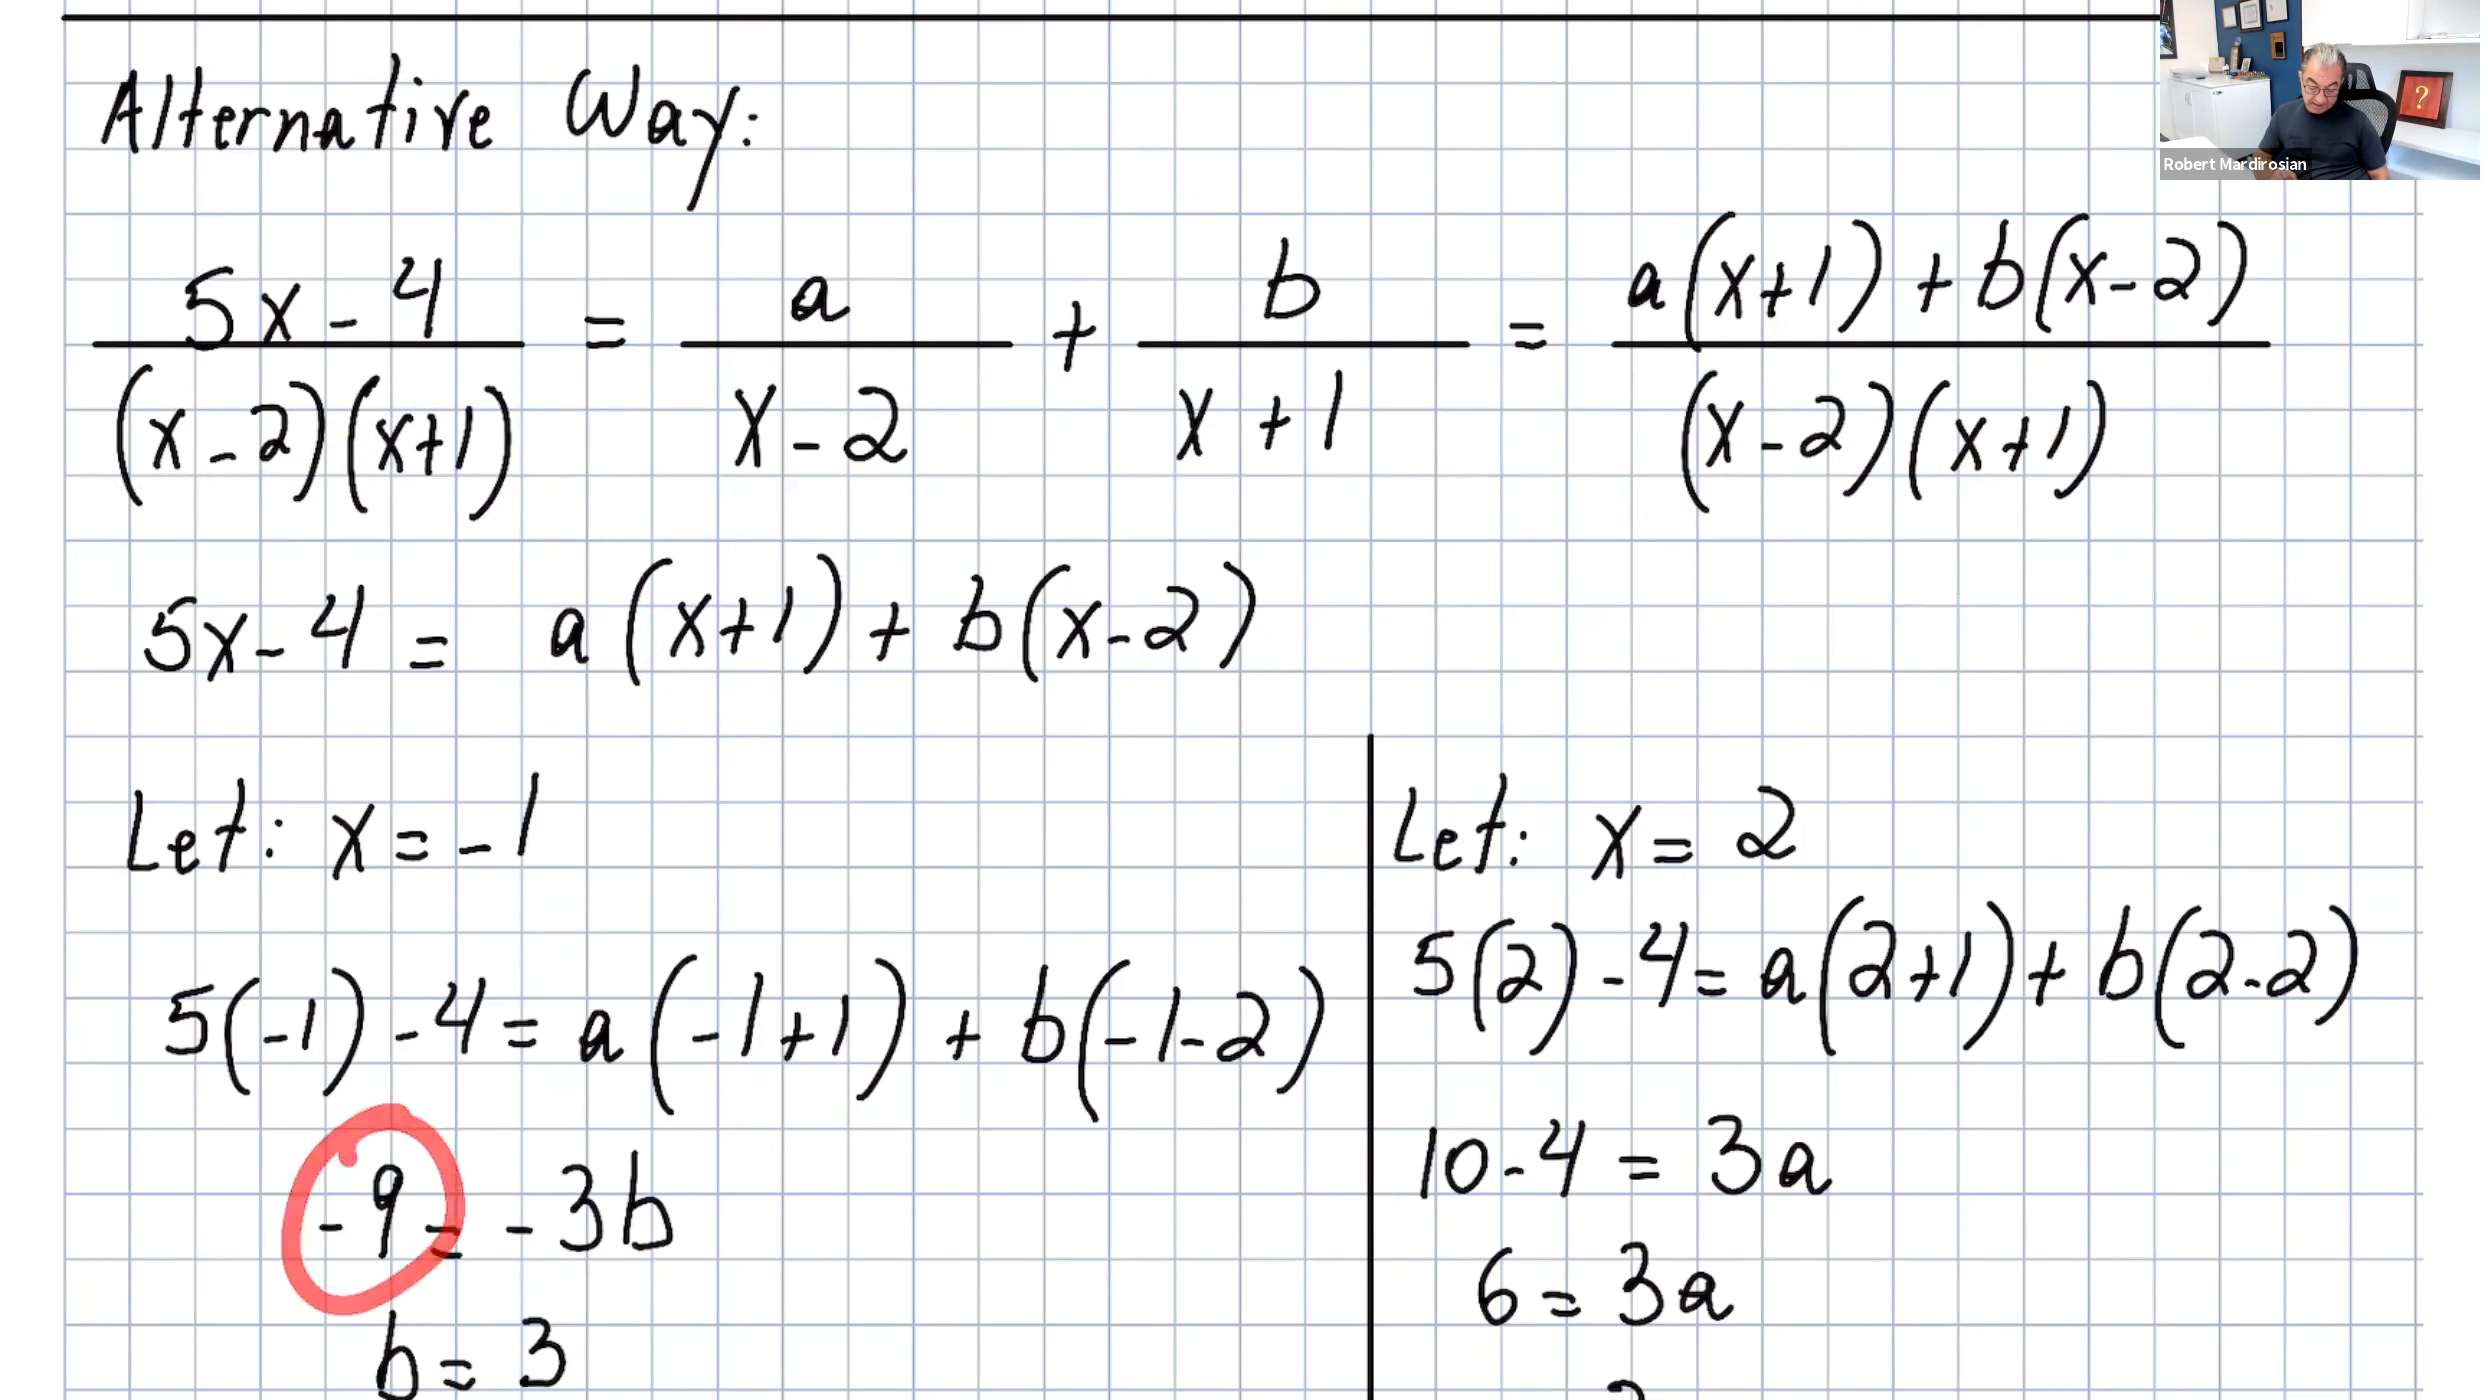 Alternative Way:
Robert Mardirosian
?
5x - 4 / (x - 2)(x+1) = a / x - 2 + b / x + 1 = a(x+1) + b(x-2) / (x - 2)(x+1)
5x - 4 = a(x+1) + b(x-2)
Let: x = -1
5(-1) - 4 = a(-1+1) + b(-1-2)
-9 = -3b
b = 3
Let: x = 2
5(2) - 4 = a(2+1) + b(2-2)
10 - 4 = 3a
6 = 3a